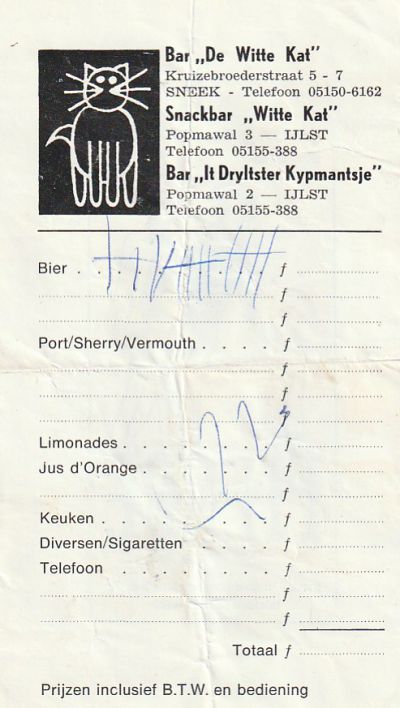 Bar „De Witte Kat”
Kruizebroederstraat 5 - 7
SNEEK - Telefoon 05150-6162
Snackbar „Witte Kat”
Popmawal 3 — IJLST
Telefoon 05155-388
Bar „It Dryltster Kypmantsje”
Popmawal 2 — IJLST
Telefoon 05155-388
Bier . . . . . . . . . ƒ ....................
.................... ƒ ....................
.................... ƒ ....................
Port/Sherry/Vermouth . . . . ƒ ....................
.................... ƒ ....................
.................... ƒ ....................
.................... ƒ ....................
Limonades . . . . . . . ƒ ....................
Jus d’Orange . . . . . . ƒ ....................
.................... ƒ ....................
Keuken . . . . . . . . ƒ ....................
Diversen/Sigaretten . . . . ƒ ....................
Telefoon . . . . . . . . ƒ ....................
.................... ƒ ....................
.................... ƒ ....................
Totaal ƒ ....................
Prijzen inclusief B.T.W. en bediening